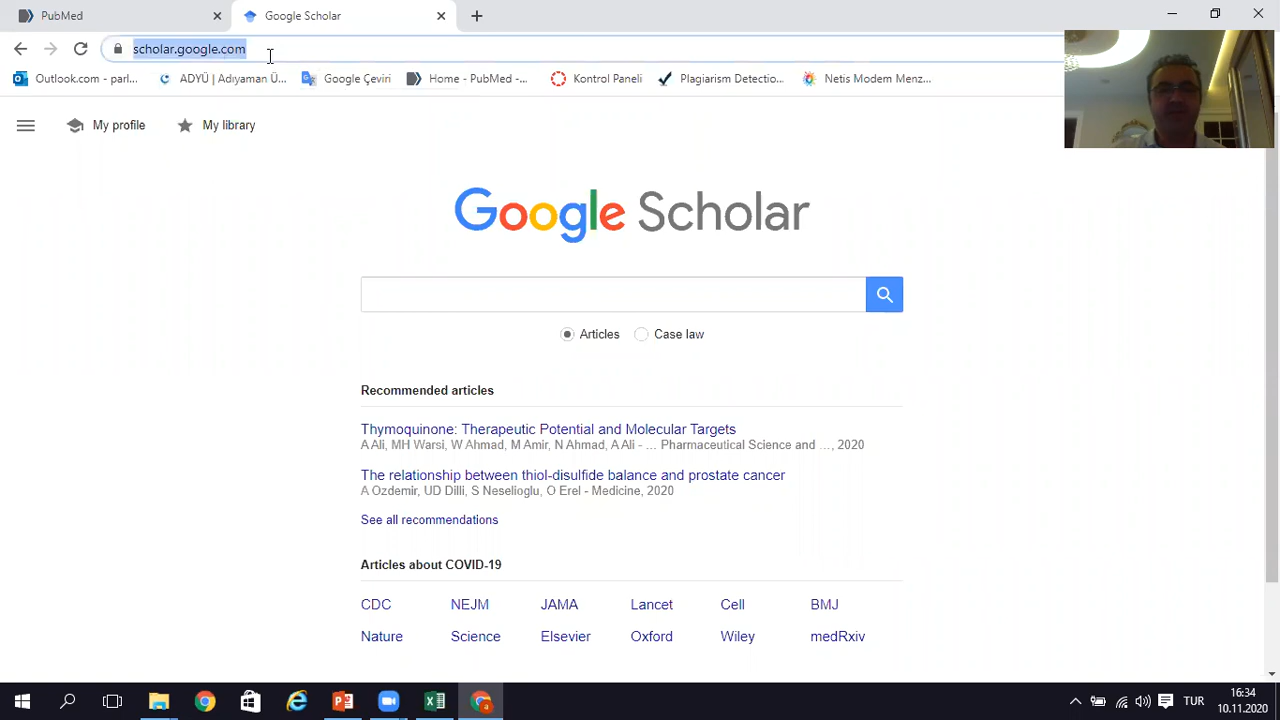 PubMed
Google Scholar
scholar.google.com
Outlook.com - parl...
ADYÜ | Adıyaman Ü...
Google Çeviri
Home - PubMed -...
Kontrol Paneli
Plagiarism Detectio...
Netis Modem Menz...
My profile
My library
Google Scholar
Articles
Case law
Recommended articles
Thymoquinone: Therapeutic Potential and Molecular Targets
A Ali, MH Warsi, W Ahmad, M Amir, N Ahmad, A Ali - ... Pharmaceutical Science and ..., 2020
The relationship between thiol-disulfide balance and prostate cancer
A Ozdemir, UD Dilli, S Neselioglu, O Erel - Medicine, 2020
See all recommendations
Articles about COVID-19
CDC NEJM JAMA Lancet Cell BMJ
Nature Science Elsevier Oxford Wiley medRxiv
TUR
16:34
10.11.2020